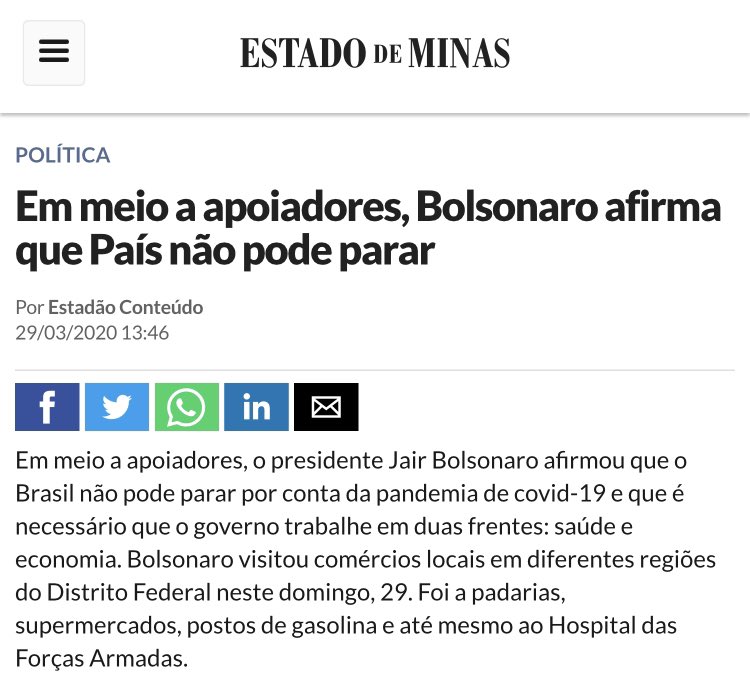 ESTADO DE MINAS
POLÍTICA
Em meio a apoiadores, Bolsonaro afirma
que País não pode parar
Por Estadão Conteúdo
29/03/2020 13:46
Em meio a apoiadores, o presidente Jair Bolsonaro afirmou que o
Brasil não pode parar por conta da pandemia de covid-19 e que é
necessário que o governo trabalhe em duas frentes: saúde e
economia. Bolsonaro visitou comércios locais em diferentes regiões
do Distrito Federal neste domingo, 29. Foi a padarias,
supermercados, postos de gasolina e até mesmo ao Hospital das
Forças Armadas.